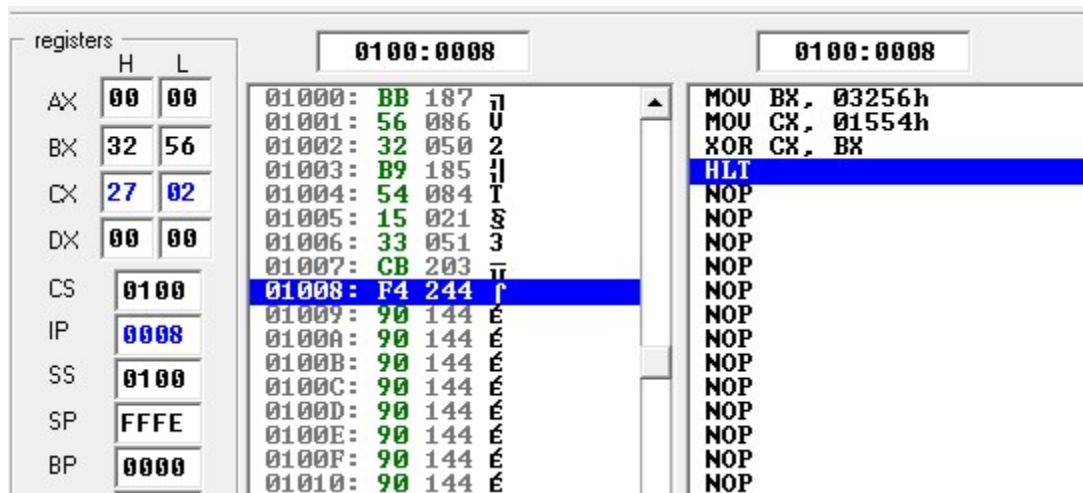 registers
H L
AX 00 00
BX 32 56
CX 27 02
DX 00 00
CS 0100
IP 0008
SS 0100
SP FFFE
BP 0000
0100:0008
01000: BB 187 ╗
01001: 56 086 V
01002: 32 050 2
01003: B9 185 ╣
01004: 54 084 T
01005: 15 021 §
01006: 33 051 3
01007: CB 203 ╦
01008: F4 244 ⌠
01009: 90 144 É
0100A: 90 144 É
0100B: 90 144 É
0100C: 90 144 É
0100D: 90 144 É
0100E: 90 144 É
0100F: 90 144 É
01010: 90 144 É
0100:0008
MOV BX, 03256h
MOV CX, 01554h
XOR CX, BX
HLT
NOP
NOP
NOP
NOP
NOP
NOP
NOP
NOP
NOP
NOP
NOP
NOP
NOP